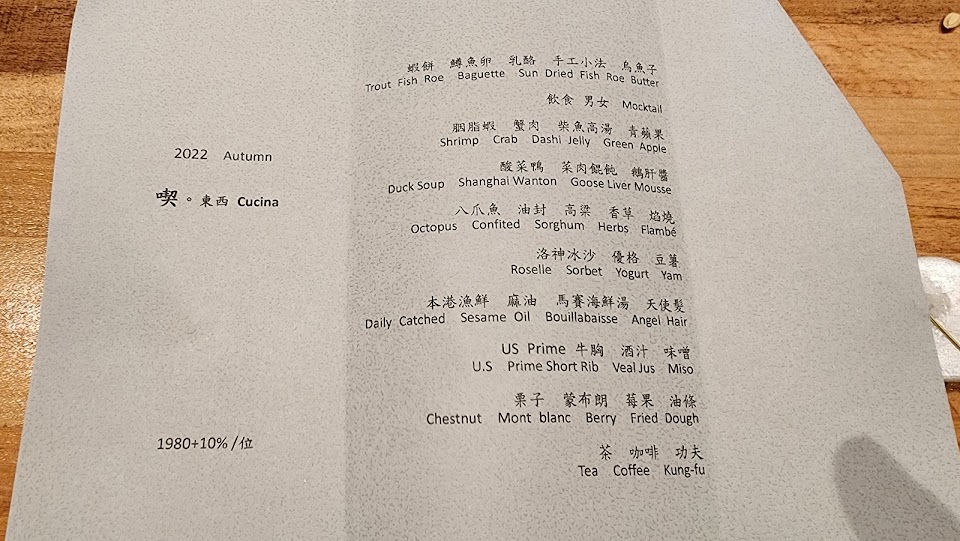 2022 Autumn
喫。東西 Cucina
1980+10% /位
蝦餅 鱒魚卵 乳酪 手工小法 烏魚子
Trout Fish Roe Baguette Sun Dried Fish Roe Butter
飲食 男女 Mocktail
胭脂蝦 蟹肉 柴魚高湯 青蘋果
Shrimp Crab Dashi Jelly Green Apple
酸菜鴨 菜肉餛飩 鵝肝醬
Duck Soup Shanghai Wanton Goose Liver Mousse
八爪魚 油封 高粱 香草 焰燒
Octopus Confited Sorghum Herbs Flambé
洛神冰沙 優格 豆薯
Roselle Sorbet Yogurt Yam
本港漁鮮 麻油 馬賽海鮮湯 天使髮
Daily Catched Sesame Oil Bouillabaisse Angel Hair
US Prime 牛胸 酒汁 味噌
U.S Prime Short Rib Veal Jus Miso
栗子 蒙布朗 莓果 油條
Chestnut Mont blanc Berry Fried Dough
茶 咖啡 功夫
Tea Coffee Kung-fu